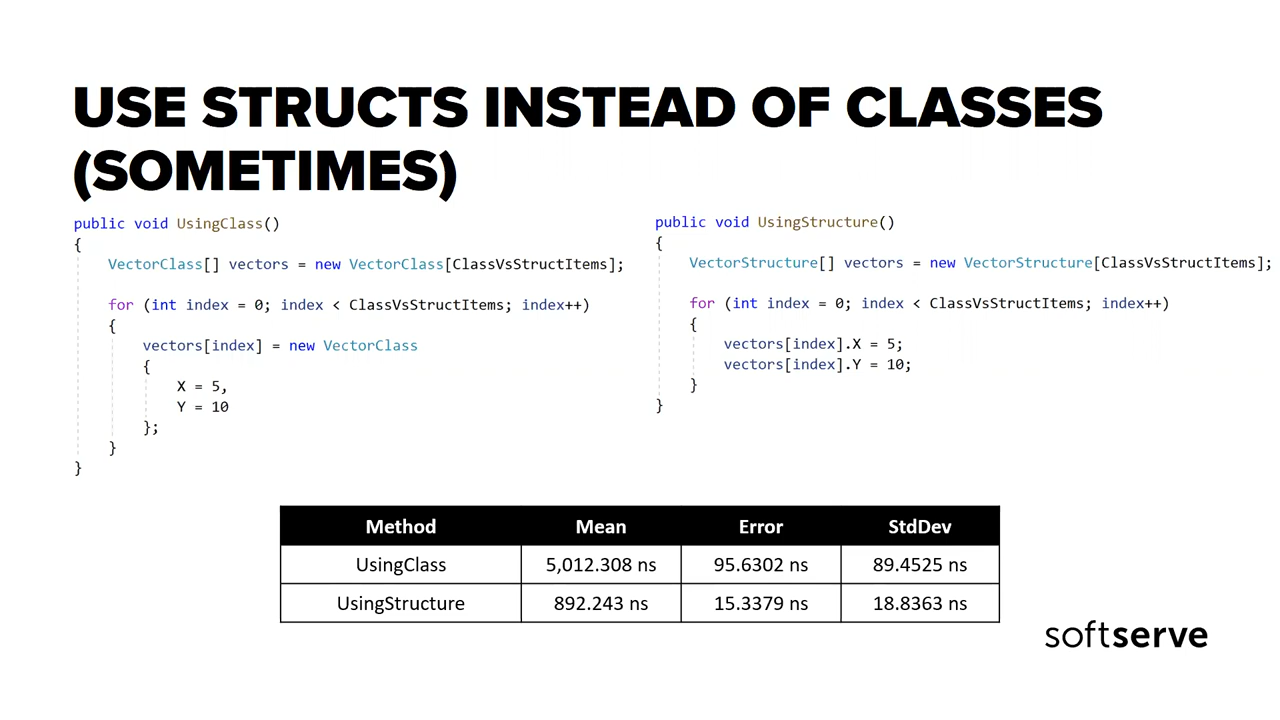 USE STRUCTS INSTEAD OF CLASSES
(SOMETIMES)
public void UsingClass()
{
VectorClass[] vectors = new VectorClass[ClassVsStructItems];
for (int index = 0; index < ClassVsStructItems; index++)
{
vectors[index] = new VectorClass
{
X = 5,
Y = 10
};
}
}
public void UsingStructure()
{
VectorStructure[] vectors = new VectorStructure[ClassVsStructItems];
for (int index = 0; index < ClassVsStructItems; index++)
{
vectors[index].X = 5;
vectors[index].Y = 10;
}
}
Method Mean Error StdDev
UsingClass 5,012.308 ns 95.6302 ns 89.4525 ns
UsingStructure 892.243 ns 15.3379 ns 18.8363 ns
softserve